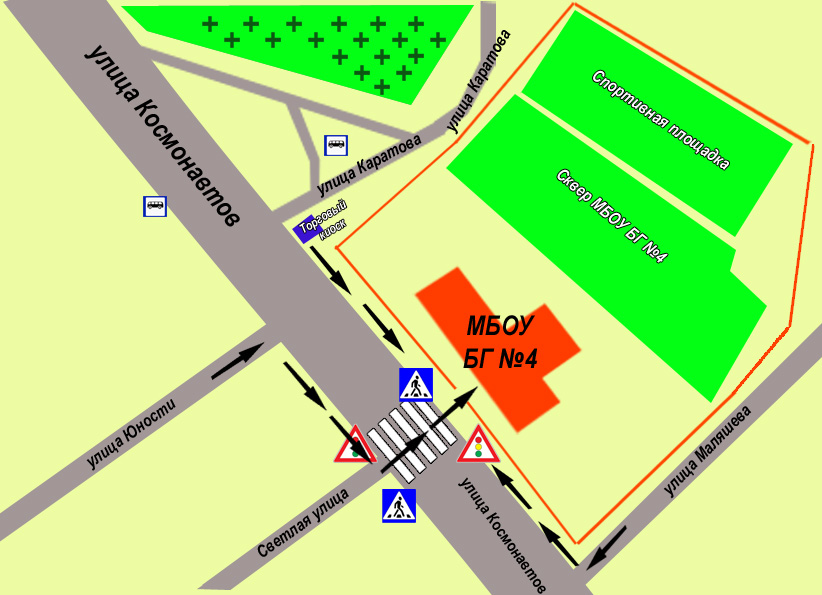 улица Космонавтов
улица Каратова
улица Каратова
Спортивная площадка
Сквер МБОУ БГ №4
Торговый
киоск
МБОУ
БГ №4
улица Юности
Светлая улица
улица Космонавтов
улица Маляшева